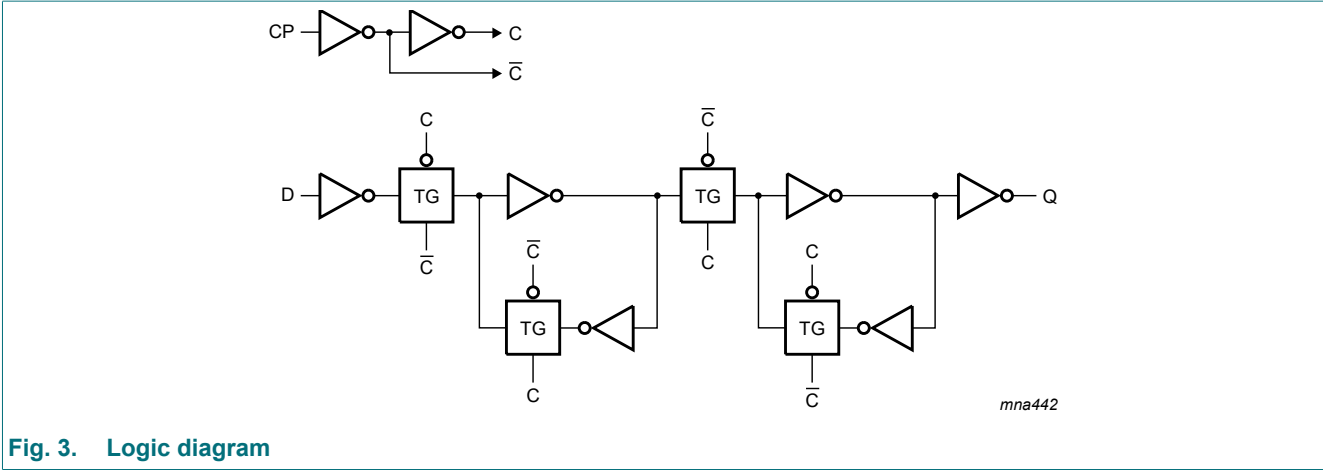 CP
C
C̅
C
C̅
D
TG
TG
Q
C̅
C̅
C
C
TG
TG
C
C̅
mna442
Fig. 3. Logic diagram